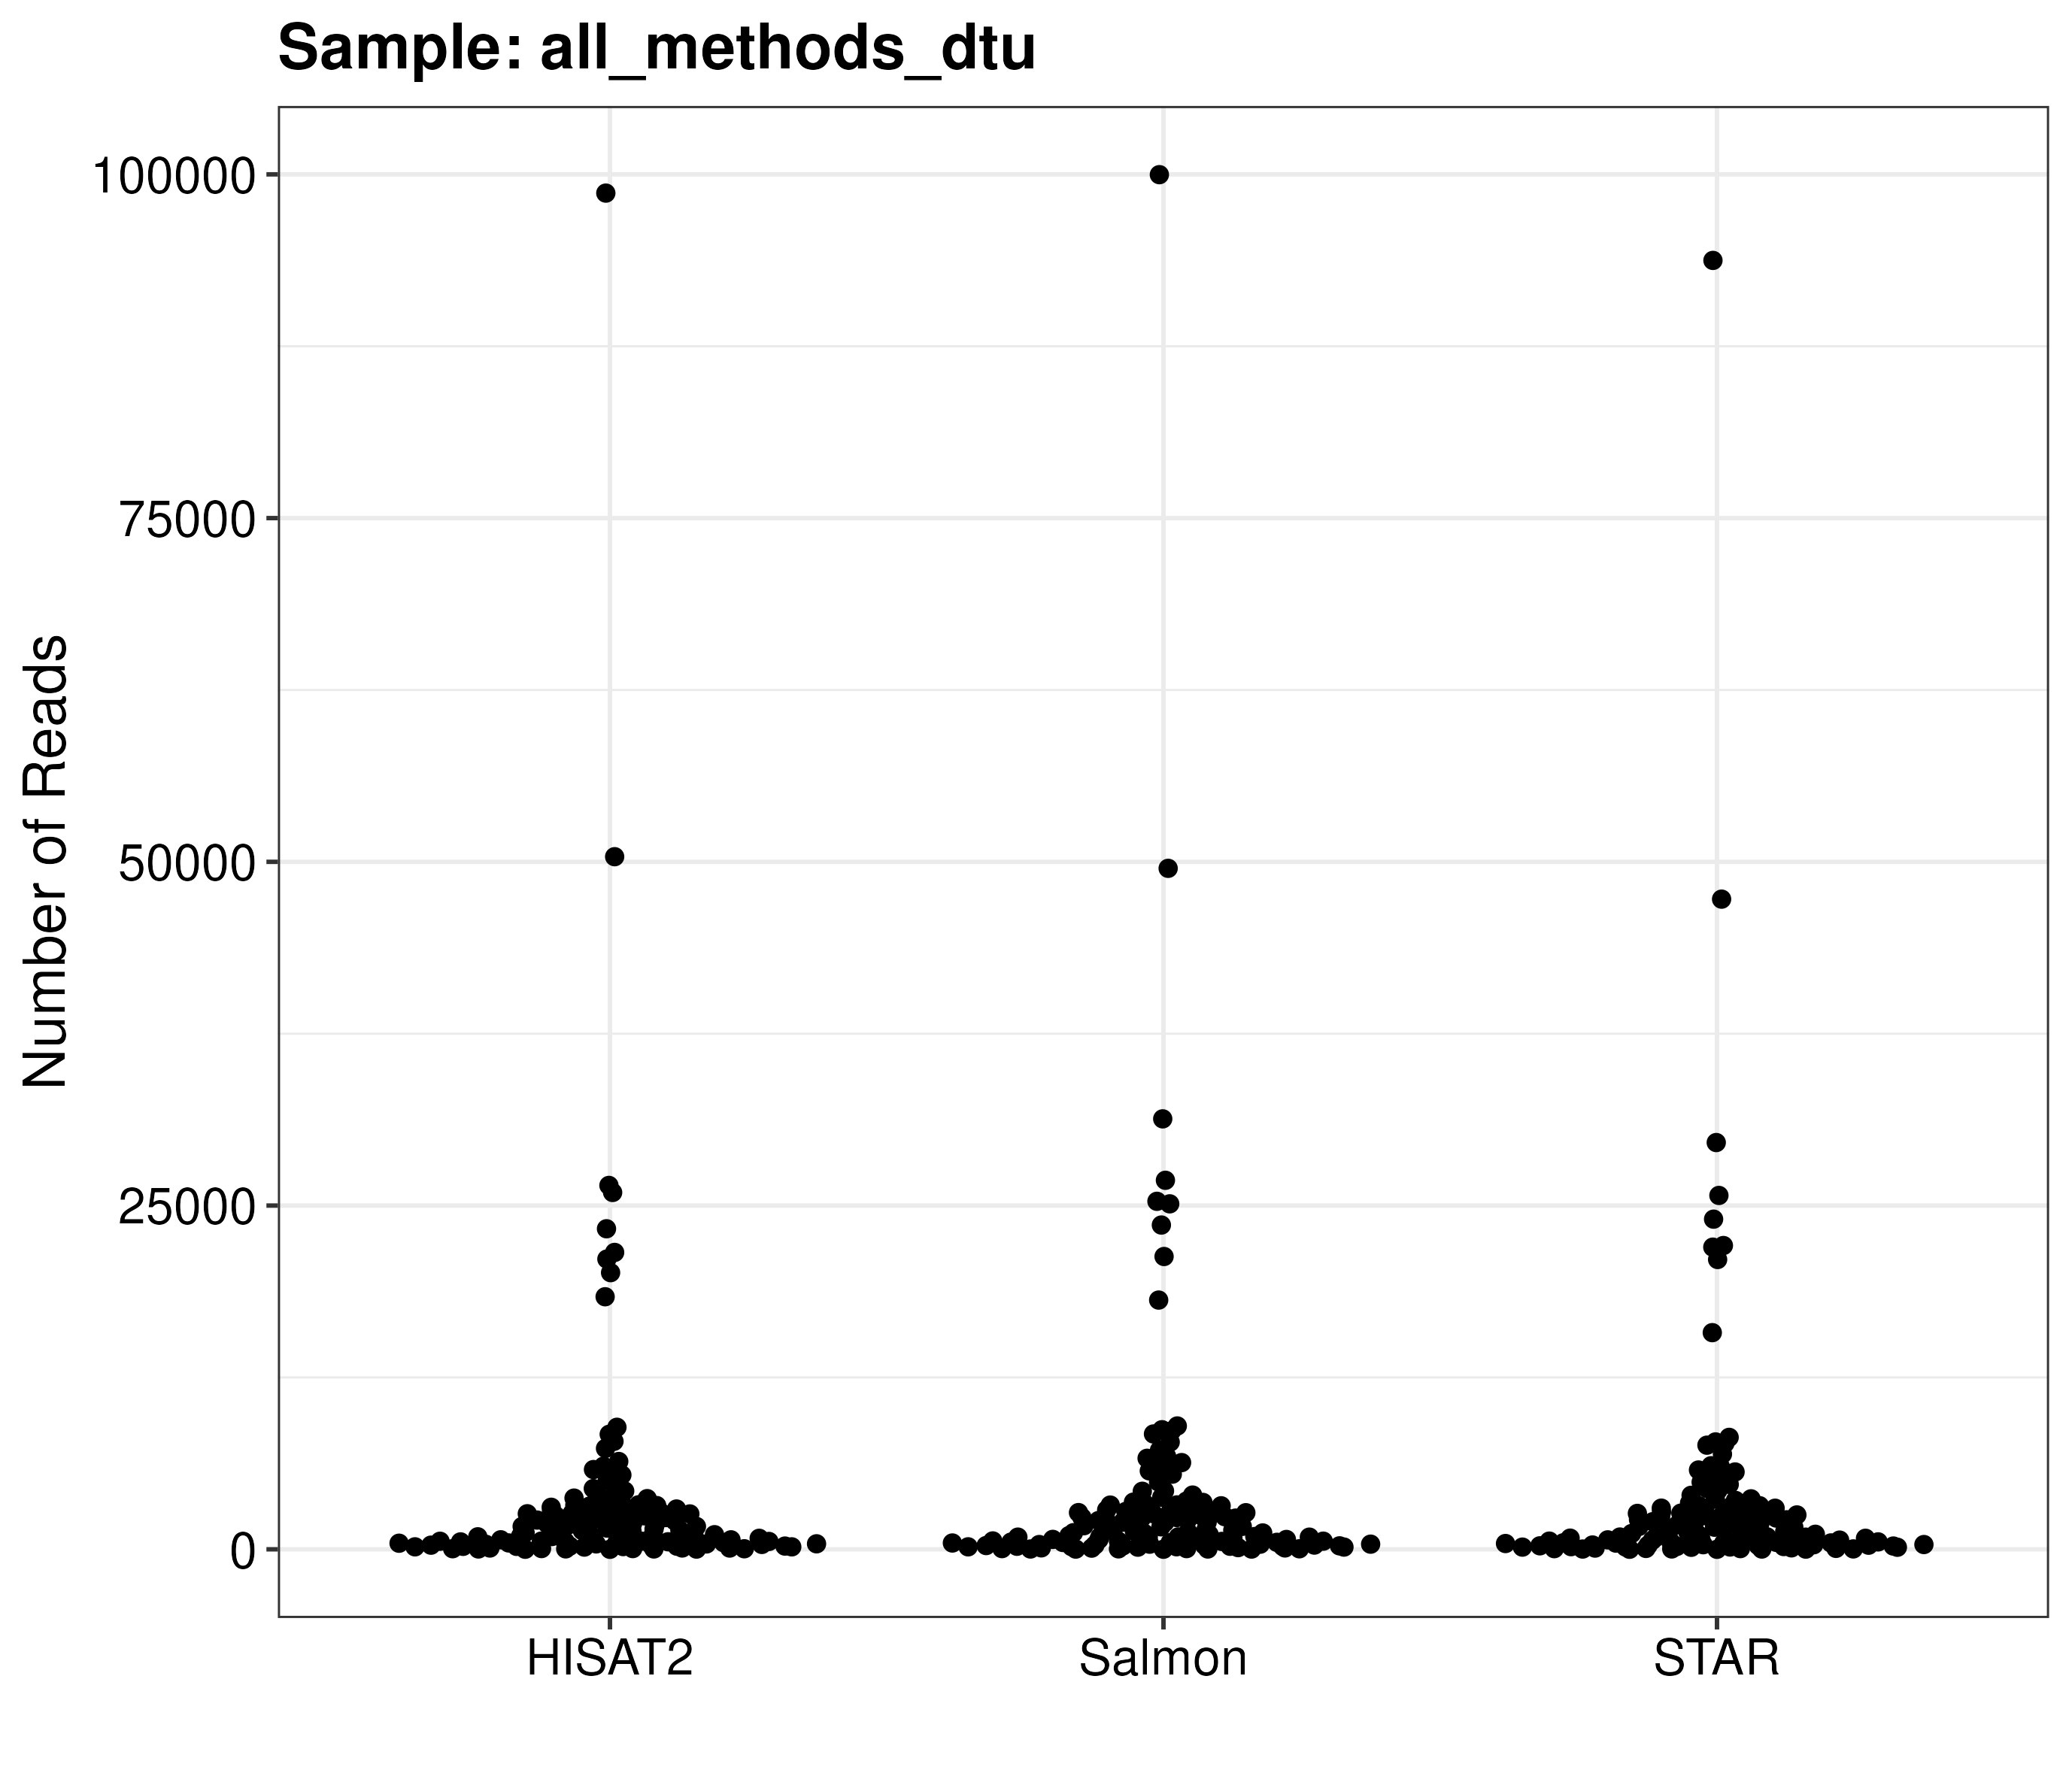 Sample: all_methods_dtu
Number of Reads
100000
75000
50000
25000
0
HISAT2
Salmon
STAR